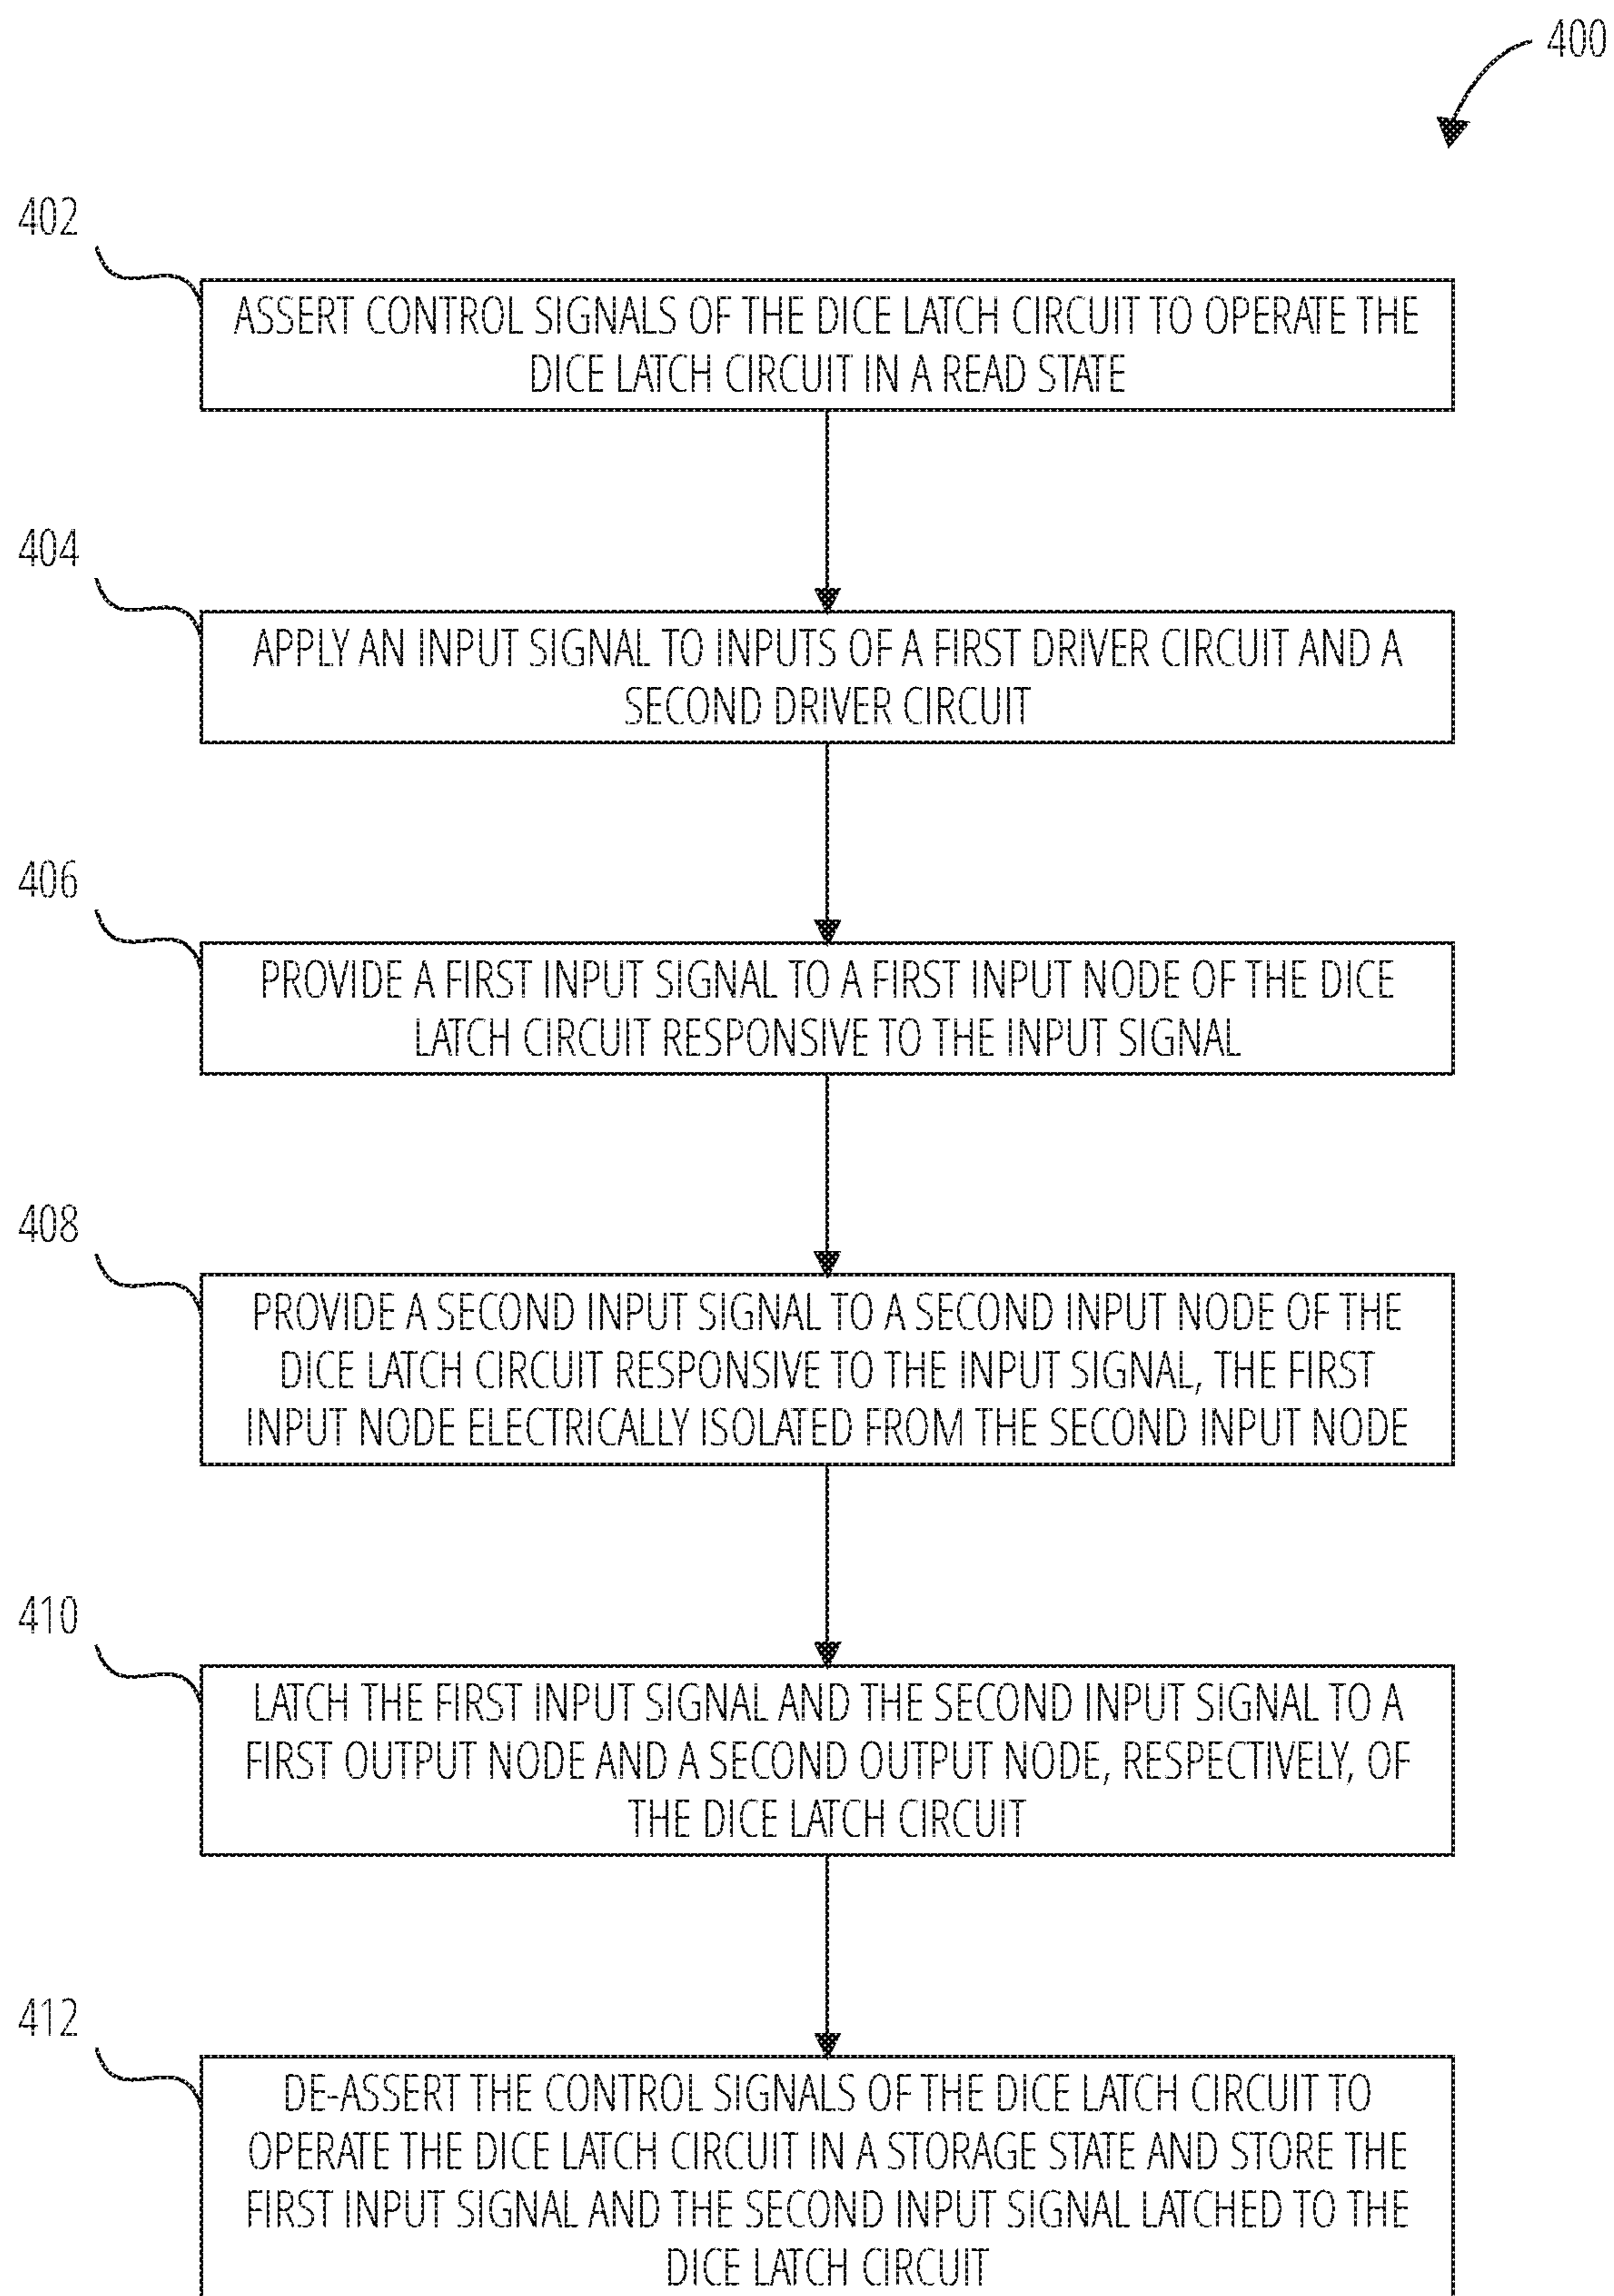 400
402
ASSERT CONTROL SIGNALS OF THE DICE LATCH CIRCUIT TO OPERATE THE
DICE LATCH CIRCUIT IN A READ STATE
404
APPLY AN INPUT SIGNAL TO INPUTS OF A FIRST DRIVER CIRCUIT AND A
SECOND DRIVER CIRCUIT
406
PROVIDE A FIRST INPUT SIGNAL TO A FIRST INPUT NODE OF THE DICE
LATCH CIRCUIT RESPONSIVE TO THE INPUT SIGNAL
408
PROVIDE A SECOND INPUT SIGNAL TO A SECOND INPUT NODE OF THE
DICE LATCH CIRCUIT RESPONSIVE TO THE INPUT SIGNAL, THE FIRST
INPUT NODE ELECTRICALLY ISOLATED FROM THE SECOND INPUT NODE
410
LATCH THE FIRST INPUT SIGNAL AND THE SECOND INPUT SIGNAL TO A
FIRST OUTPUT NODE AND A SECOND OUTPUT NODE, RESPECTIVELY, OF
THE DICE LATCH CIRCUIT
412
DE-ASSERT THE CONTROL SIGNALS OF THE DICE LATCH CIRCUIT TO
OPERATE THE DICE LATCH CIRCUIT IN A STORAGE STATE AND STORE THE
FIRST INPUT SIGNAL AND THE SECOND INPUT SIGNAL LATCHED TO THE
DICE LATCH CIRCUIT